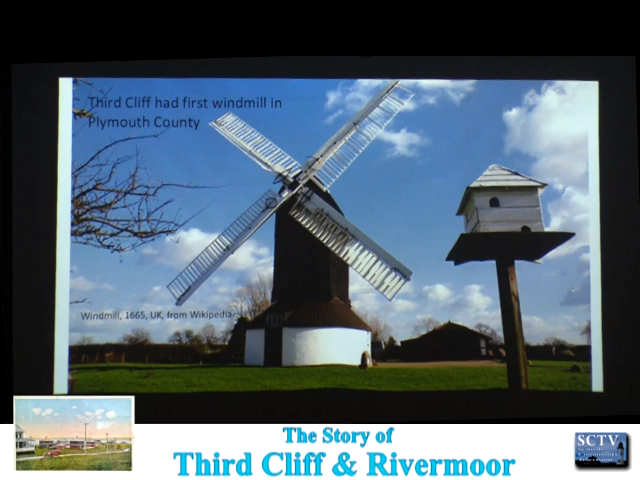 Third Cliff had first windmill in
Plymouth County
Windmill, 1665, UK, from Wikipedia
The Story of
Third Cliff & Rivermoor
SCTV